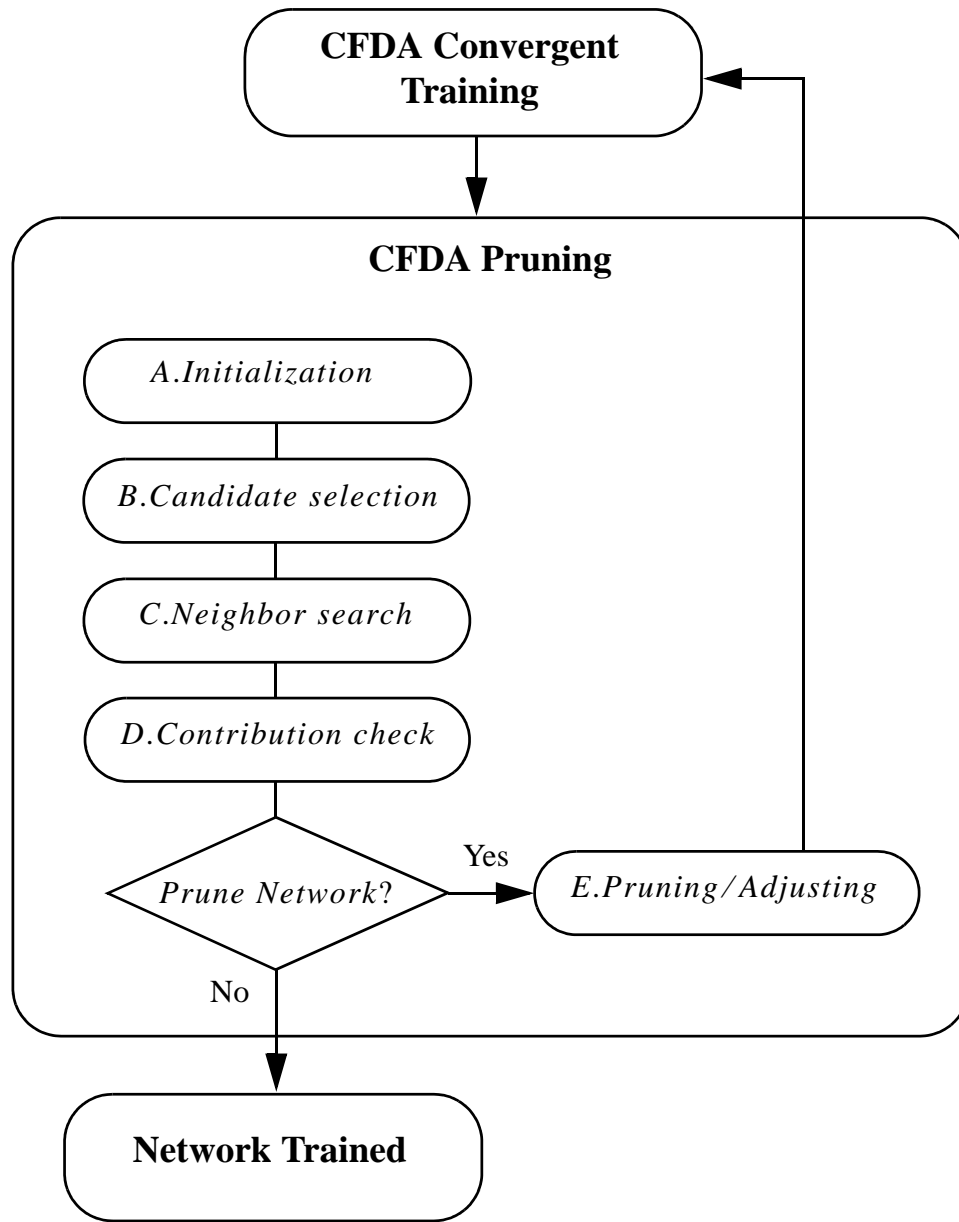 CFDA Convergent
Training
CFDA Pruning
A.Initialization
B.Candidate selection
C.Neighbor search
D.Contribution check
Prune Network?
Yes
E.Pruning/Adjusting
No
Network Trained